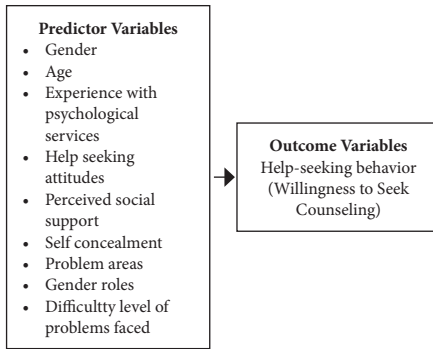 Predictor Variables
• Gender
• Age
• Experience with
psychological
services
• Help seeking
attitudes
• Perceived social
support
• Self concealment
• Problem areas
• Gender roles
• Difficultty level of
problems faced
Outcome Variables
Help-seeking behavior
(Willingness to Seek
Counseling)